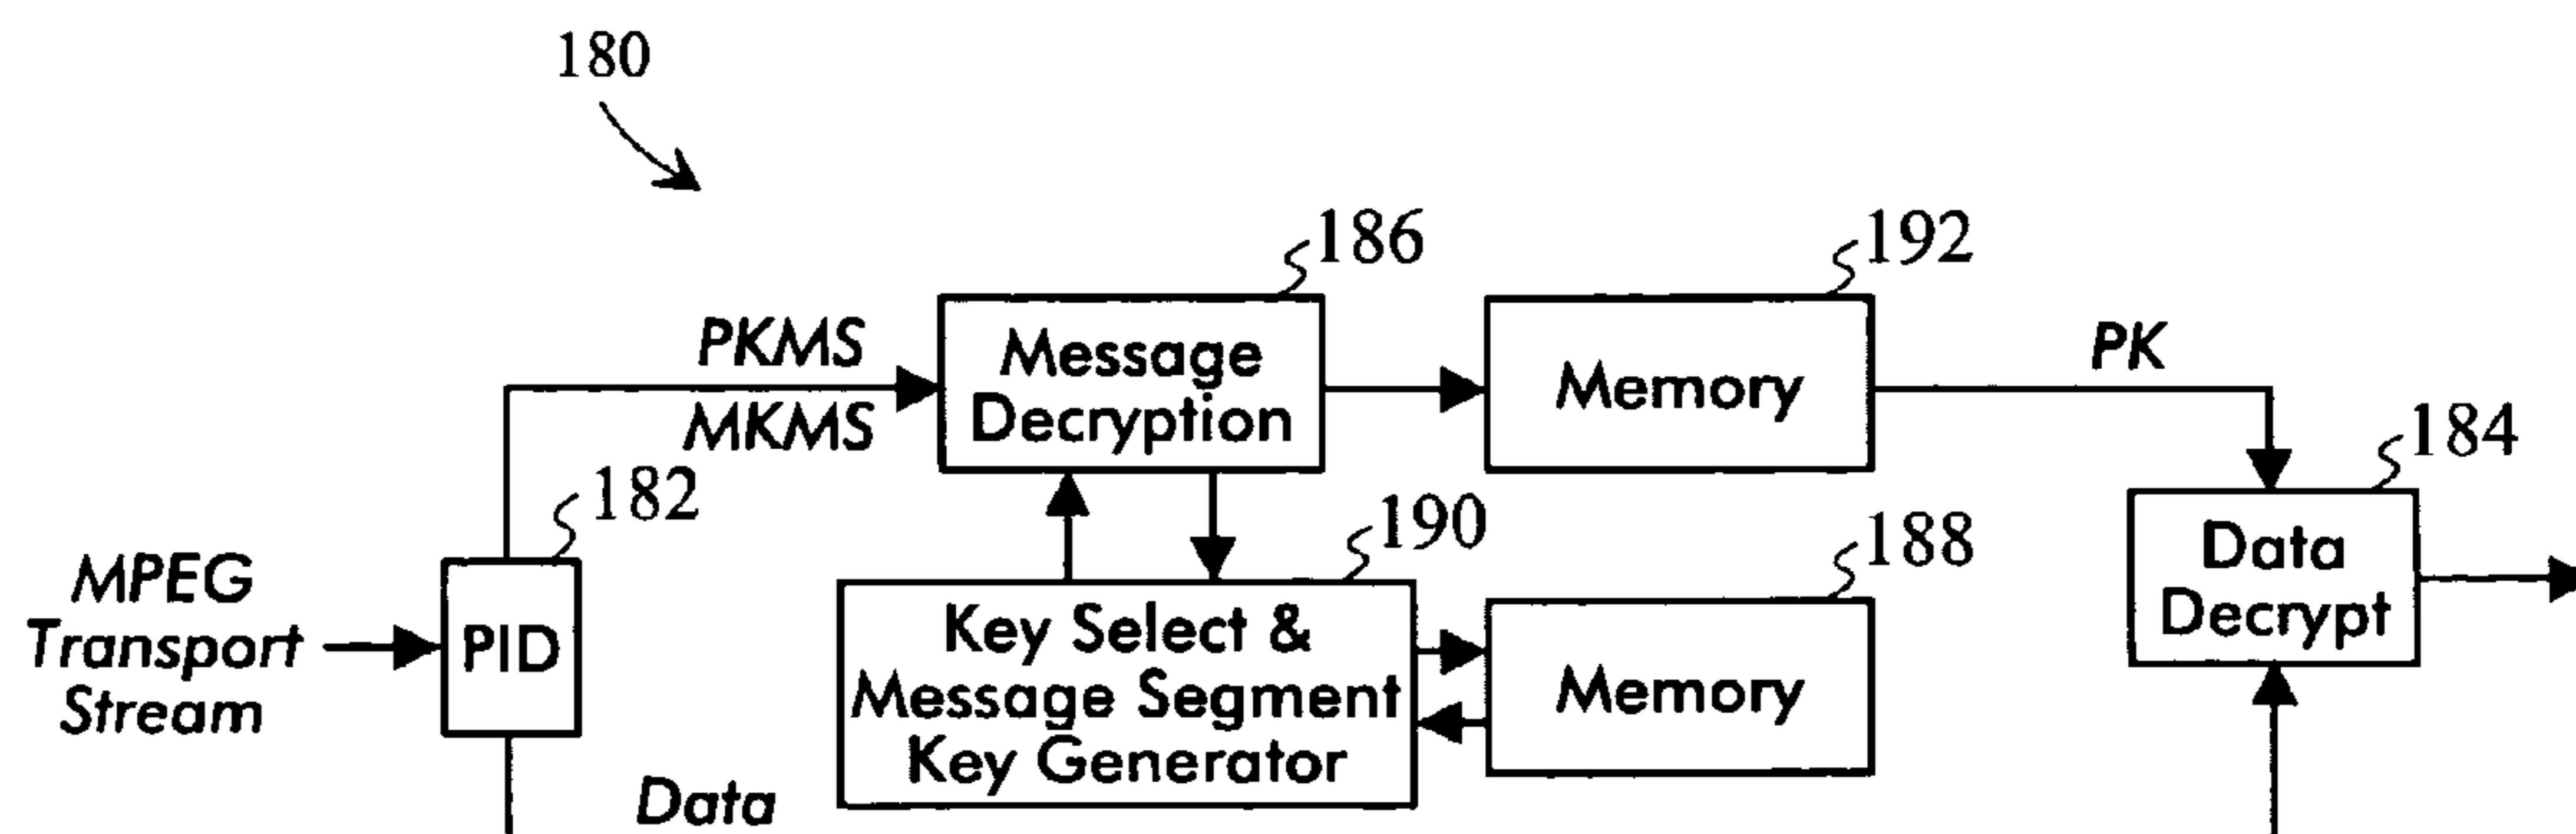 180
186
192
PKMS
MKMS
Message
Decryption
Memory
PK
184
182
190
188
MPEG
Transport
Stream
PID
Key Select &
Message Segment
Key Generator
Memory
Data
Decrypt
Data